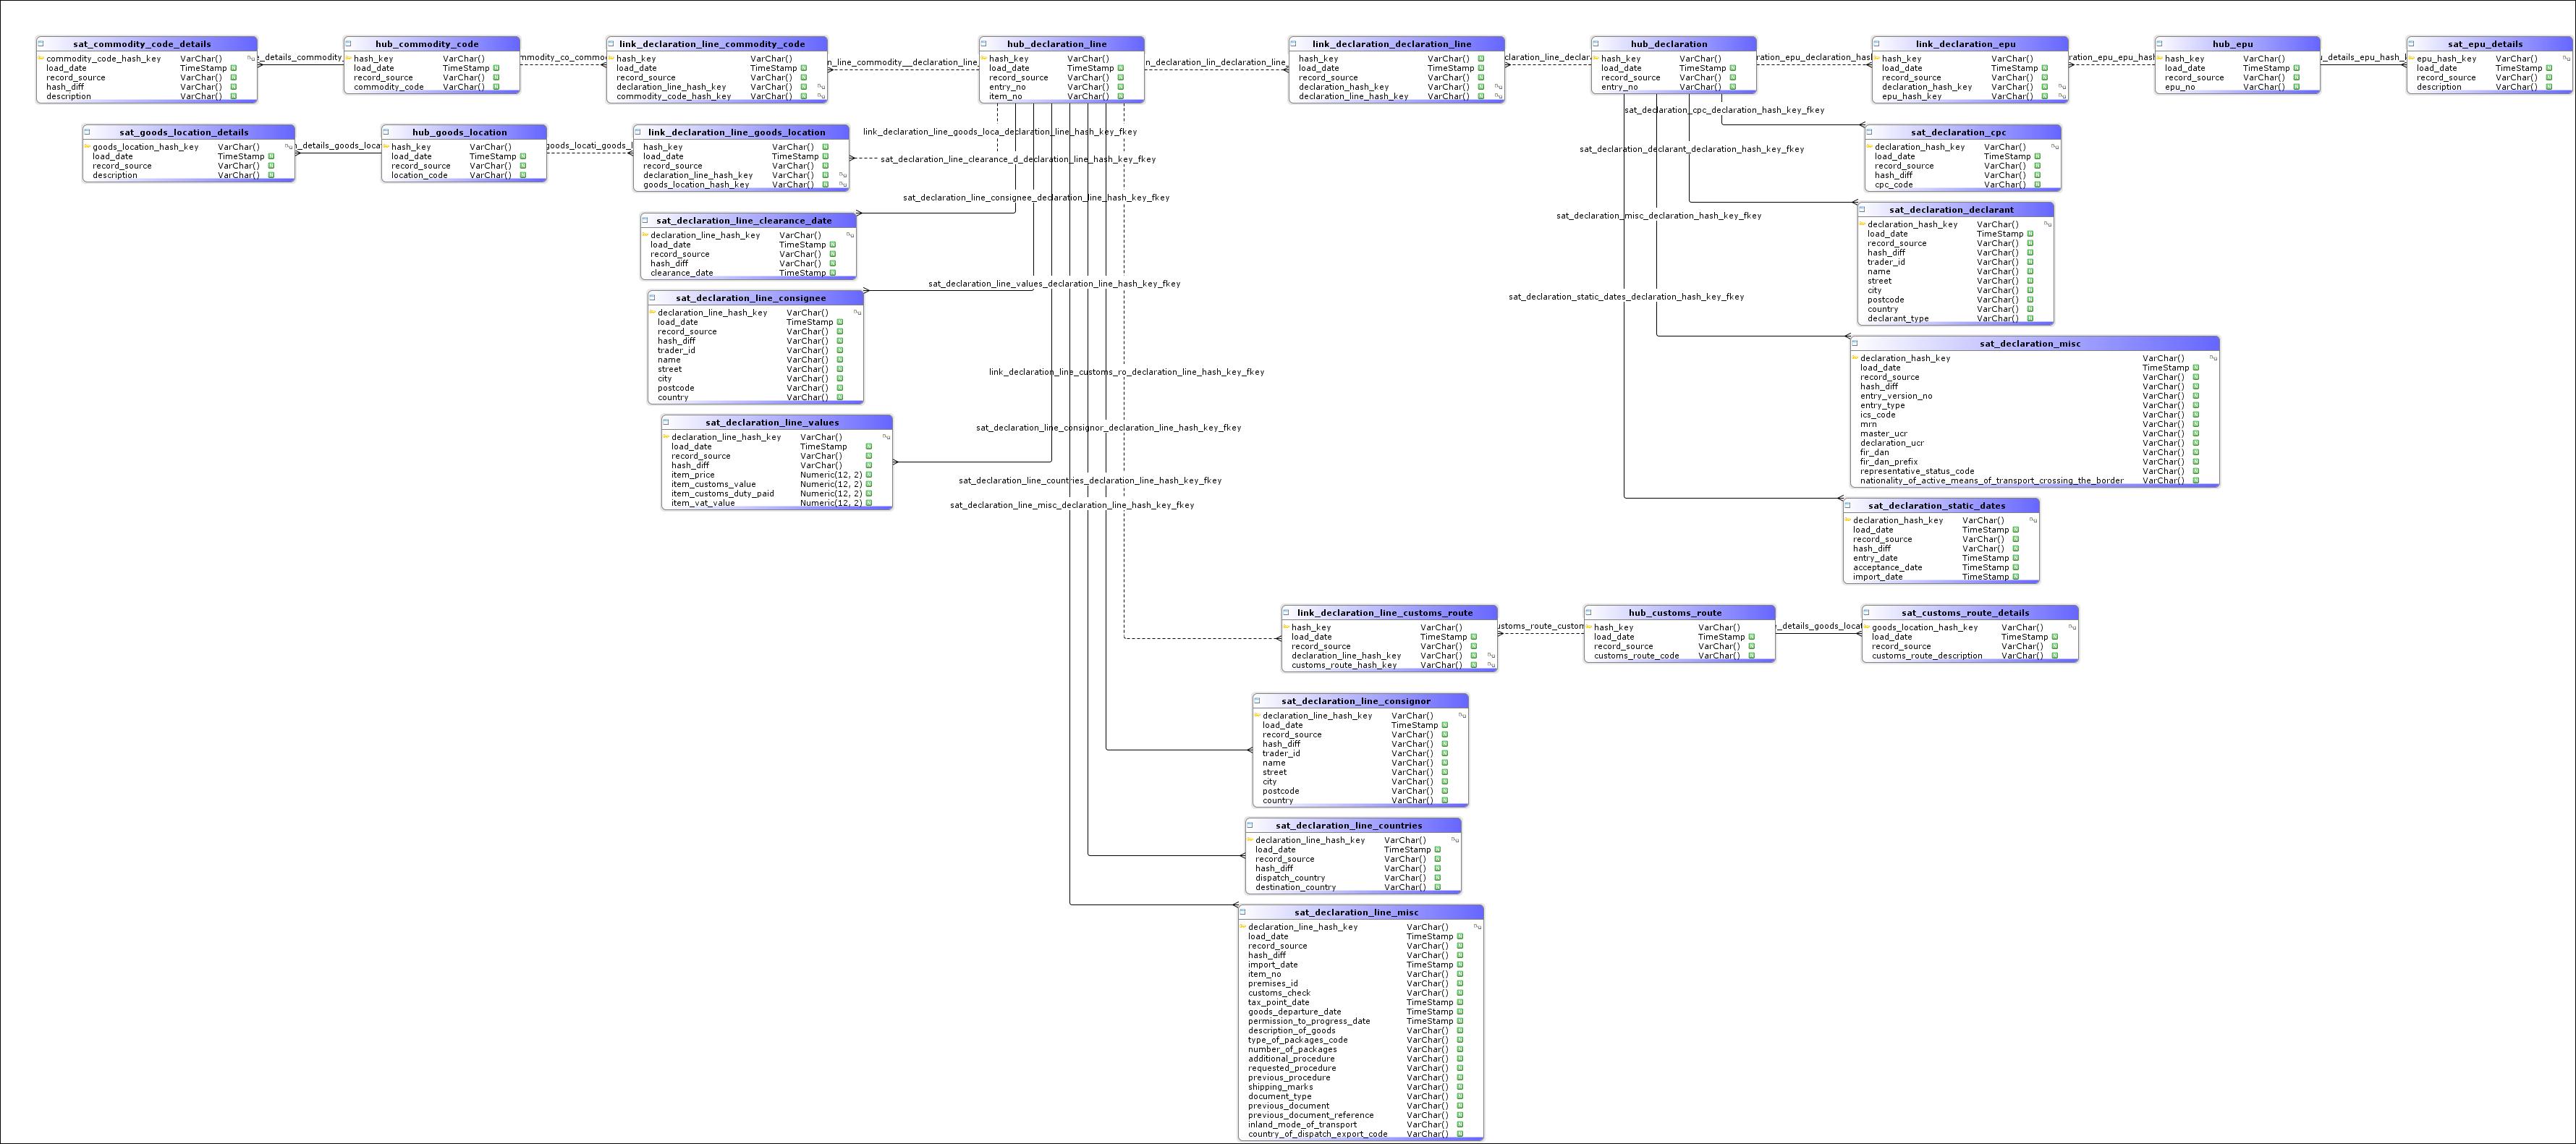 sat_commodity_code_details
commodity_code_hash_key VarChar()
load_date TimeStamp
record_source VarChar()
hash_diff VarChar()
description VarChar()
_details_commodity_
hub_commodity_code
hash_key VarChar()
load_date TimeStamp
record_source VarChar()
commodity_code VarChar()
link_declaration_line_commodity_code
hash_key VarChar()
load_date TimeStamp
record_source VarChar()
declaration_line_hash_key VarChar()
commodity_code_hash_key VarChar()
n_line_commodity__declaration_line_
hub_declaration_line
hash_key VarChar()
load_date TimeStamp
record_source VarChar()
entry_no VarChar()
item_no VarChar()
n_declaration_lin_declaration_line_
link_declaration_declaration_line
hash_key VarChar()
load_date TimeStamp
record_source VarChar()
declaration_hash_key VarChar()
declaration_line_hash_key VarChar()
claration_line_declar
hub_declaration
hash_key VarChar()
load_date TimeStamp
record_source VarChar()
entry_no VarChar()
ration_epu_declaration_hash
link_declaration_epu
hash_key VarChar()
load_date TimeStamp
record_source VarChar()
declaration_hash_key VarChar()
epu_hash_key VarChar()
ration_epu_epu_hash
hub_epu
hash_key VarChar()
load_date TimeStamp
record_source VarChar()
epu_no VarChar()
_details_epu_hash_
sat_epu_details
epu_hash_key VarChar()
load_date TimeStamp
record_source VarChar()
description VarChar()
sat_goods_location_details
goods_location_hash_key VarChar()
load_date TimeStamp
record_source VarChar()
description VarChar()
_details_goods_locat
hub_goods_location
hash_key VarChar()
load_date TimeStamp
record_source VarChar()
location_code VarChar()
goods_locati_goods_l
link_declaration_line_goods_location
hash_key VarChar()
load_date TimeStamp
record_source VarChar()
declaration_line_hash_key VarChar()
goods_location_hash_key VarChar()
link_declaration_line_goods_loca_declaration_line_hash_key_fkey
sat_declaration_line_clearance_d_declaration_line_hash_key_fkey
sat_declaration_line_consignee_declaration_line_hash_key_fkey
sat_declaration_line_clearance_date
declaration_line_hash_key VarChar()
load_date TimeStamp
record_source VarChar()
hash_diff VarChar()
clearance_date TimeStamp
sat_declaration_line_values_declaration_line_hash_key_fkey
sat_declaration_line_consignee
declaration_line_hash_key VarChar()
load_date TimeStamp
record_source VarChar()
hash_diff VarChar()
trader_id VarChar()
name VarChar()
street VarChar()
city VarChar()
postcode VarChar()
country VarChar()
link_declaration_line_customs_ro_declaration_line_hash_key_fkey
sat_declaration_line_values
declaration_line_hash_key VarChar()
load_date TimeStamp
record_source VarChar()
hash_diff VarChar()
item_price Numeric(12, 2)
item_customs_value Numeric(12, 2)
item_customs_duty_paid Numeric(12, 2)
item_vat_value Numeric(12, 2)
sat_declaration_line_consignor_declaration_line_hash_key_fkey
sat_declaration_line_countries_declaration_line_hash_key_fkey
sat_declaration_line_misc_declaration_line_hash_key_fkey
sat_declaration_cpc_declaration_hash_key_fkey
sat_declaration_cpc
declaration_hash_key VarChar()
load_date TimeStamp
record_source VarChar()
hash_diff VarChar()
cpc_code VarChar()
sat_declaration_declarant_declaration_hash_key_fkey
sat_declaration_declarant
declaration_hash_key VarChar()
load_date TimeStamp
record_source VarChar()
hash_diff VarChar()
trader_id VarChar()
name VarChar()
street VarChar()
city VarChar()
postcode VarChar()
country VarChar()
declarant_type VarChar()
sat_declaration_misc_declaration_hash_key_fkey
sat_declaration_misc
declaration_hash_key VarChar()
load_date TimeStamp
record_source VarChar()
hash_diff VarChar()
entry_version_no VarChar()
entry_type VarChar()
ics_code VarChar()
mrn VarChar()
master_ucr VarChar()
declaration_ucr VarChar()
fir_dan VarChar()
fir_dan_prefix VarChar()
representative_status_code VarChar()
nationality_of_active_means_of_transport_crossing_the_border VarChar()
sat_declaration_static_dates_declaration_hash_key_fkey
sat_declaration_static_dates
declaration_hash_key VarChar()
load_date TimeStamp
record_source VarChar()
hash_diff VarChar()
entry_date TimeStamp
acceptance_date TimeStamp
import_date TimeStamp
link_declaration_line_customs_route
hash_key VarChar()
load_date TimeStamp
record_source VarChar()
declaration_line_hash_key VarChar()
customs_route_hash_key VarChar()
ustoms_route_custom
hub_customs_route
hash_key VarChar()
load_date TimeStamp
record_source VarChar()
customs_route_code VarChar()
_details_goods_locat
sat_customs_route_details
goods_location_hash_key VarChar()
load_date TimeStamp
record_source VarChar()
customs_route_description VarChar()
sat_declaration_line_consignor
declaration_line_hash_key VarChar()
load_date TimeStamp
record_source VarChar()
hash_diff VarChar()
trader_id VarChar()
name VarChar()
street VarChar()
city VarChar()
postcode VarChar()
country VarChar()
sat_declaration_line_countries
declaration_line_hash_key VarChar()
load_date TimeStamp
record_source VarChar()
hash_diff VarChar()
dispatch_country VarChar()
destination_country VarChar()
sat_declaration_line_misc
declaration_line_hash_key VarChar()
load_date TimeStamp
record_source VarChar()
hash_diff VarChar()
import_date TimeStamp
item_no VarChar()
premises_id VarChar()
customs_check VarChar()
tax_point_date TimeStamp
goods_departure_date TimeStamp
permission_to_progress_date TimeStamp
description_of_goods VarChar()
type_of_packages_code VarChar()
number_of_packages VarChar()
additional_procedure VarChar()
requested_procedure VarChar()
previous_procedure VarChar()
shipping_marks VarChar()
document_type VarChar()
previous_document VarChar()
previous_document_reference VarChar()
inland_mode_of_transport VarChar()
country_of_dispatch_export_code VarChar()